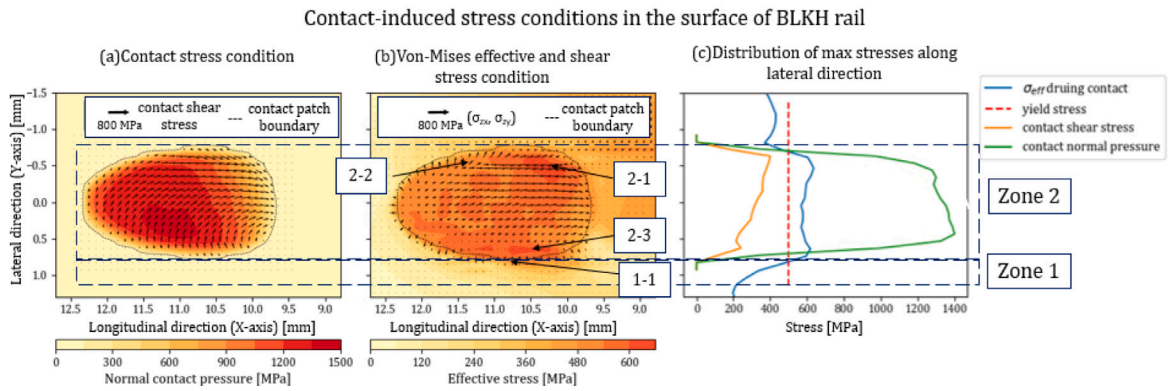 Contact-induced stress conditions in the surface of BLKH rail
(a)Contact stress condition
(b)Von-Mises effective and shear
stress condition
(c)Distribution of max stresses along
lateral direction
contact shear
800 MPa stress
contact patch
boundary
800 MPa (σzx, σzy)
contact patch
boundary
σeff druing contact
yield stress
contact shear stress
contact normal pressure
Lateral direction (Y-axis) [mm]
-1.5
-1.0
-0.5
0.0
0.5
1.0
2-2
2-1
2-3
1-1
Zone 2
Zone 1
12.5 12.0 11.5 11.0 10.5 10.0 9.5 9.0
Longitudinal direction (X-axis) [mm]
12.5 12.0 11.5 11.0 10.5 10.0 9.5 9.0
Longitudinal direction (X-axis) [mm]
0 200 400 600 800 1000 1200 1400
Stress [MPa]
0 300 600 900 1200 1500
Normal contact pressure [MPa]
0 120 240 360 480 600
Effective stress [MPa]